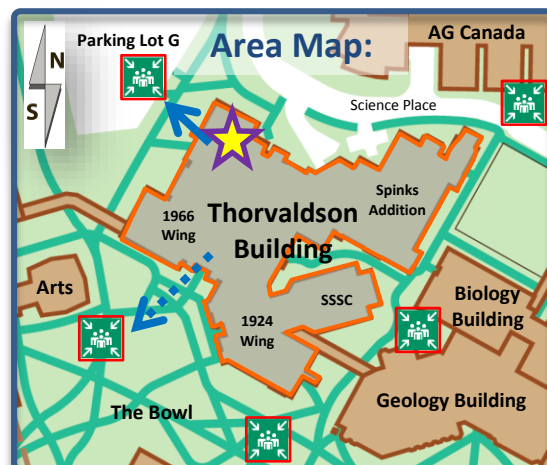 Parking Lot G
Area Map:
AG Canada
N
S
Science Place
Spinks
Addition
1966
Wing
Thorvaldson
Building
Arts
SSSC
Biology
Building
1924
Wing
The Bowl
Geology Building